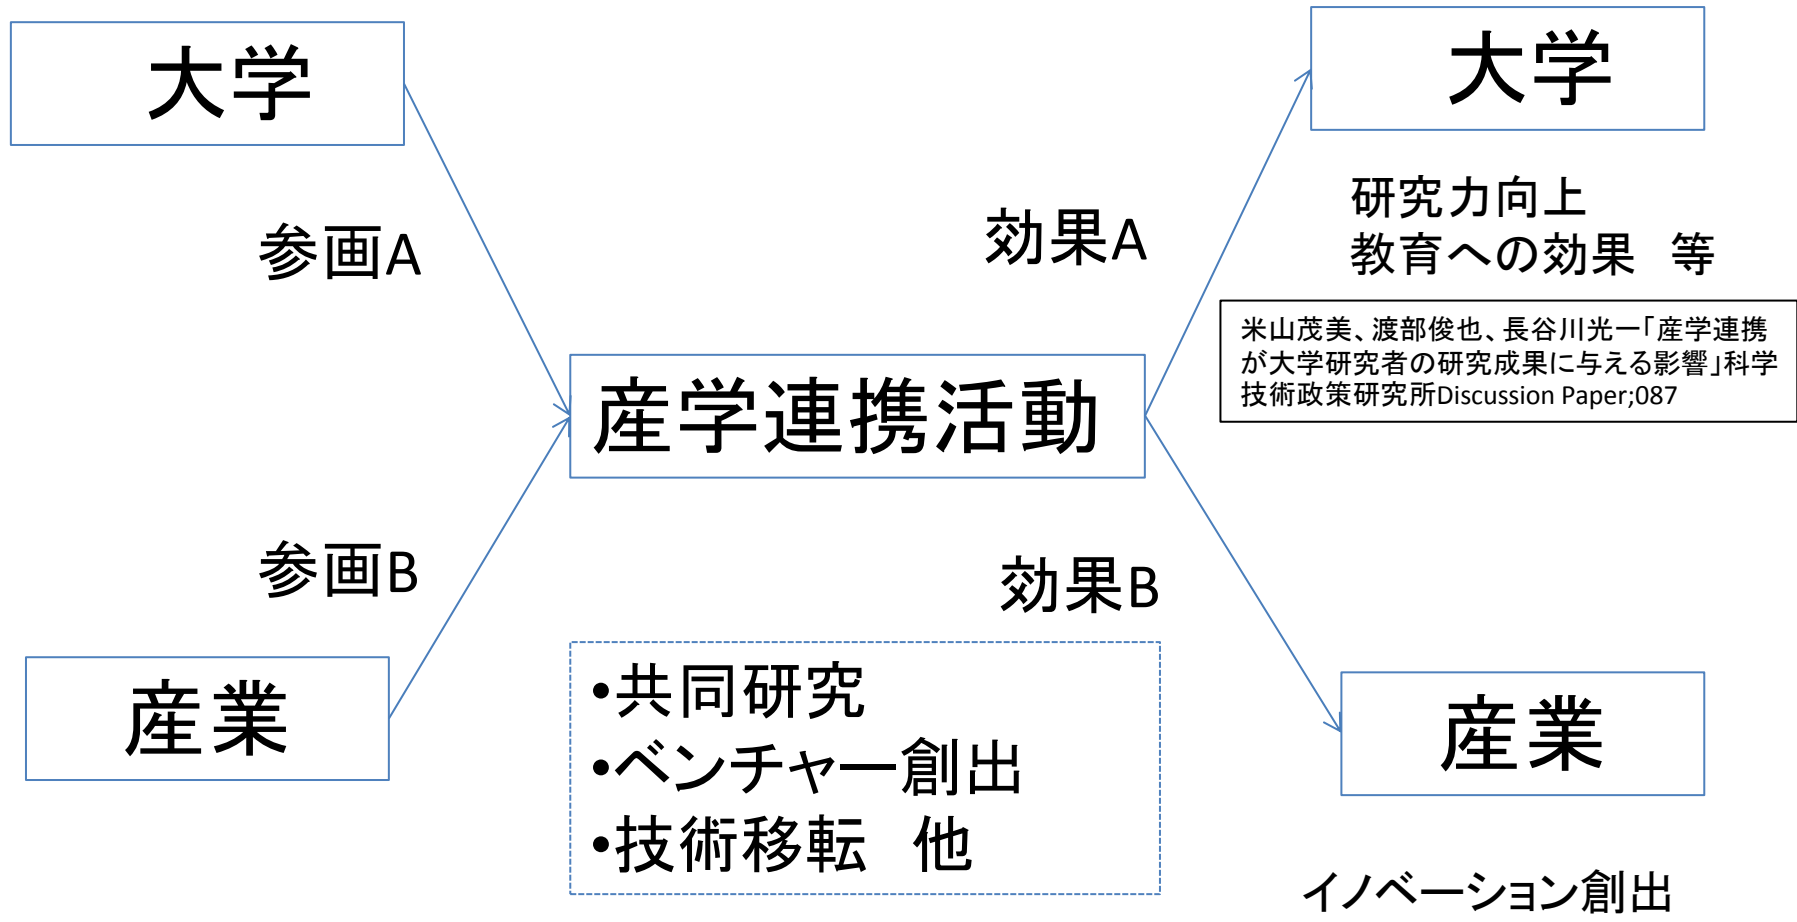 大学
大学
参画A
効果A
研究力向上
教育への効果　等
米山茂美、渡部俊也、長谷川光一「産学連携
が大学研究者の研究成果に与える影響」科学
技術政策研究所Discussion Paper;087
産学連携活動
参画B
効果B
産業
•共同研究
•ベンチャー創出
•技術移転　他
産業
イノベーション創出